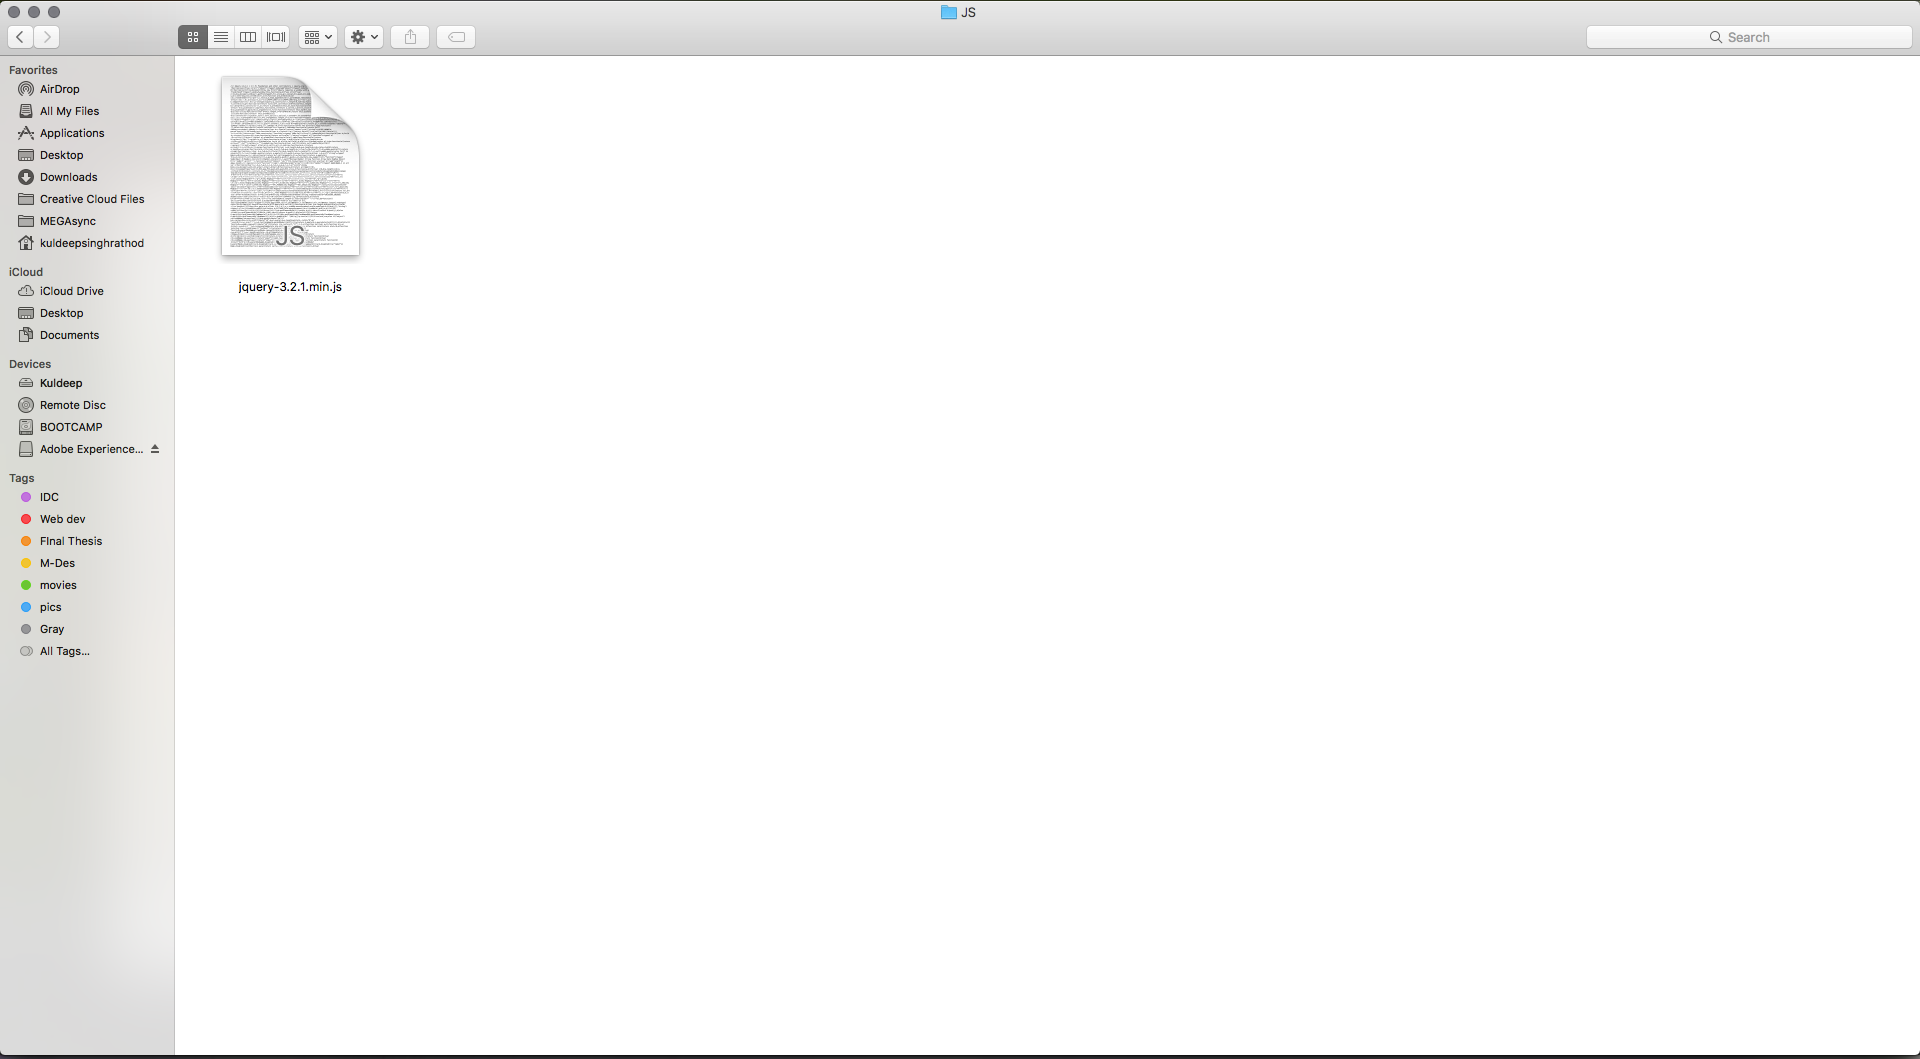 JS
Search
Favorites
AirDrop
All My Files
Applications
Desktop
Downloads
Creative Cloud Files
MEGAsync
kuldeepsinghrathod
iCloud
iCloud Drive
Desktop
Documents
Devices
Kuldeep
Remote Disc
BOOTCAMP
Adobe Experience...
Tags
IDC
Web dev
FInal Thesis
M-Des
movies
pics
Gray
All Tags...
JS
jquery-3.2.1.min.js